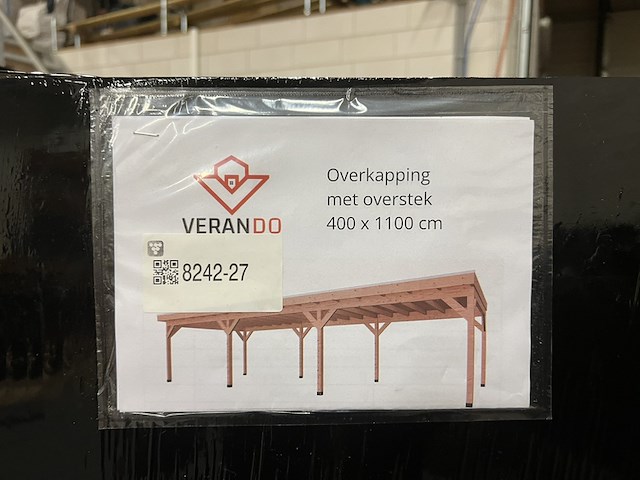 Overkapping
met overstek
400 x 1100 cm
VERANDO
8242-27